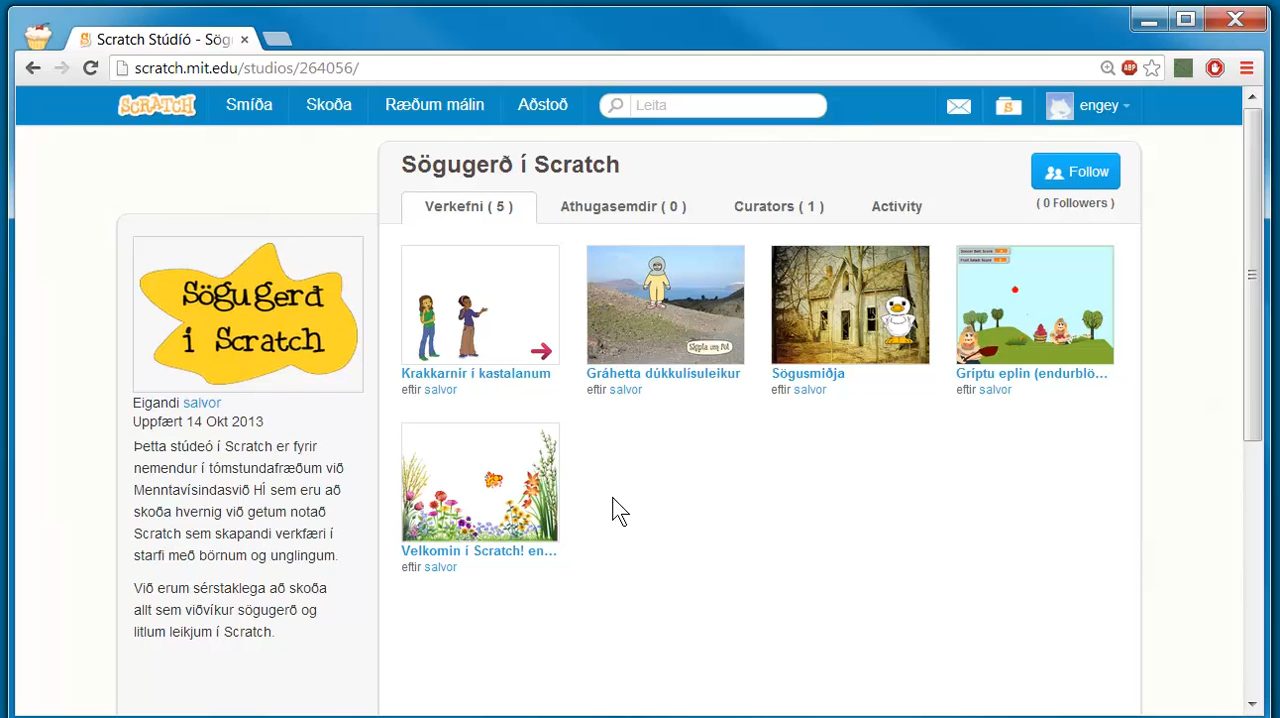 Scratch Stúdíó - Sög
scratch.mit.edu/studios/264056/
ABP
SCRATCH
Smíða
Skoða
Ræðum málin
Aðstoð
Leita
S
engey
Sögugerð í Scratch
Follow
( 0 Followers )
Verkefni ( 5 )
Athugasemdir ( 0 )
Curators ( 1 )
Activity
Sögugerð
í Scratch
Eigandi salvor
Uppfært 14 Okt 2013
Þetta stúdeó í Scratch er fyrir
nemendur í tómstundafræðum við
Menntavísindasvið HÍ sem eru að
skoða hvernig við getum notað
Scratch sem skapandi verkfæri í
starfi með börnum og unglingum.
Við erum sérstaklega að skoða
allt sem viðvíkur sögugerð og
litlum leikjum í Scratch.
Krakkarnir í kastalanum
eftir salvor
Skipta um föt
Gráhetta dúkkulísuleikur
eftir salvor
Sögusmiðja
eftir salvor
Gríptu eplin (endurblö...
eftir salvor
Velkomin í Scratch! en...
eftir salvor